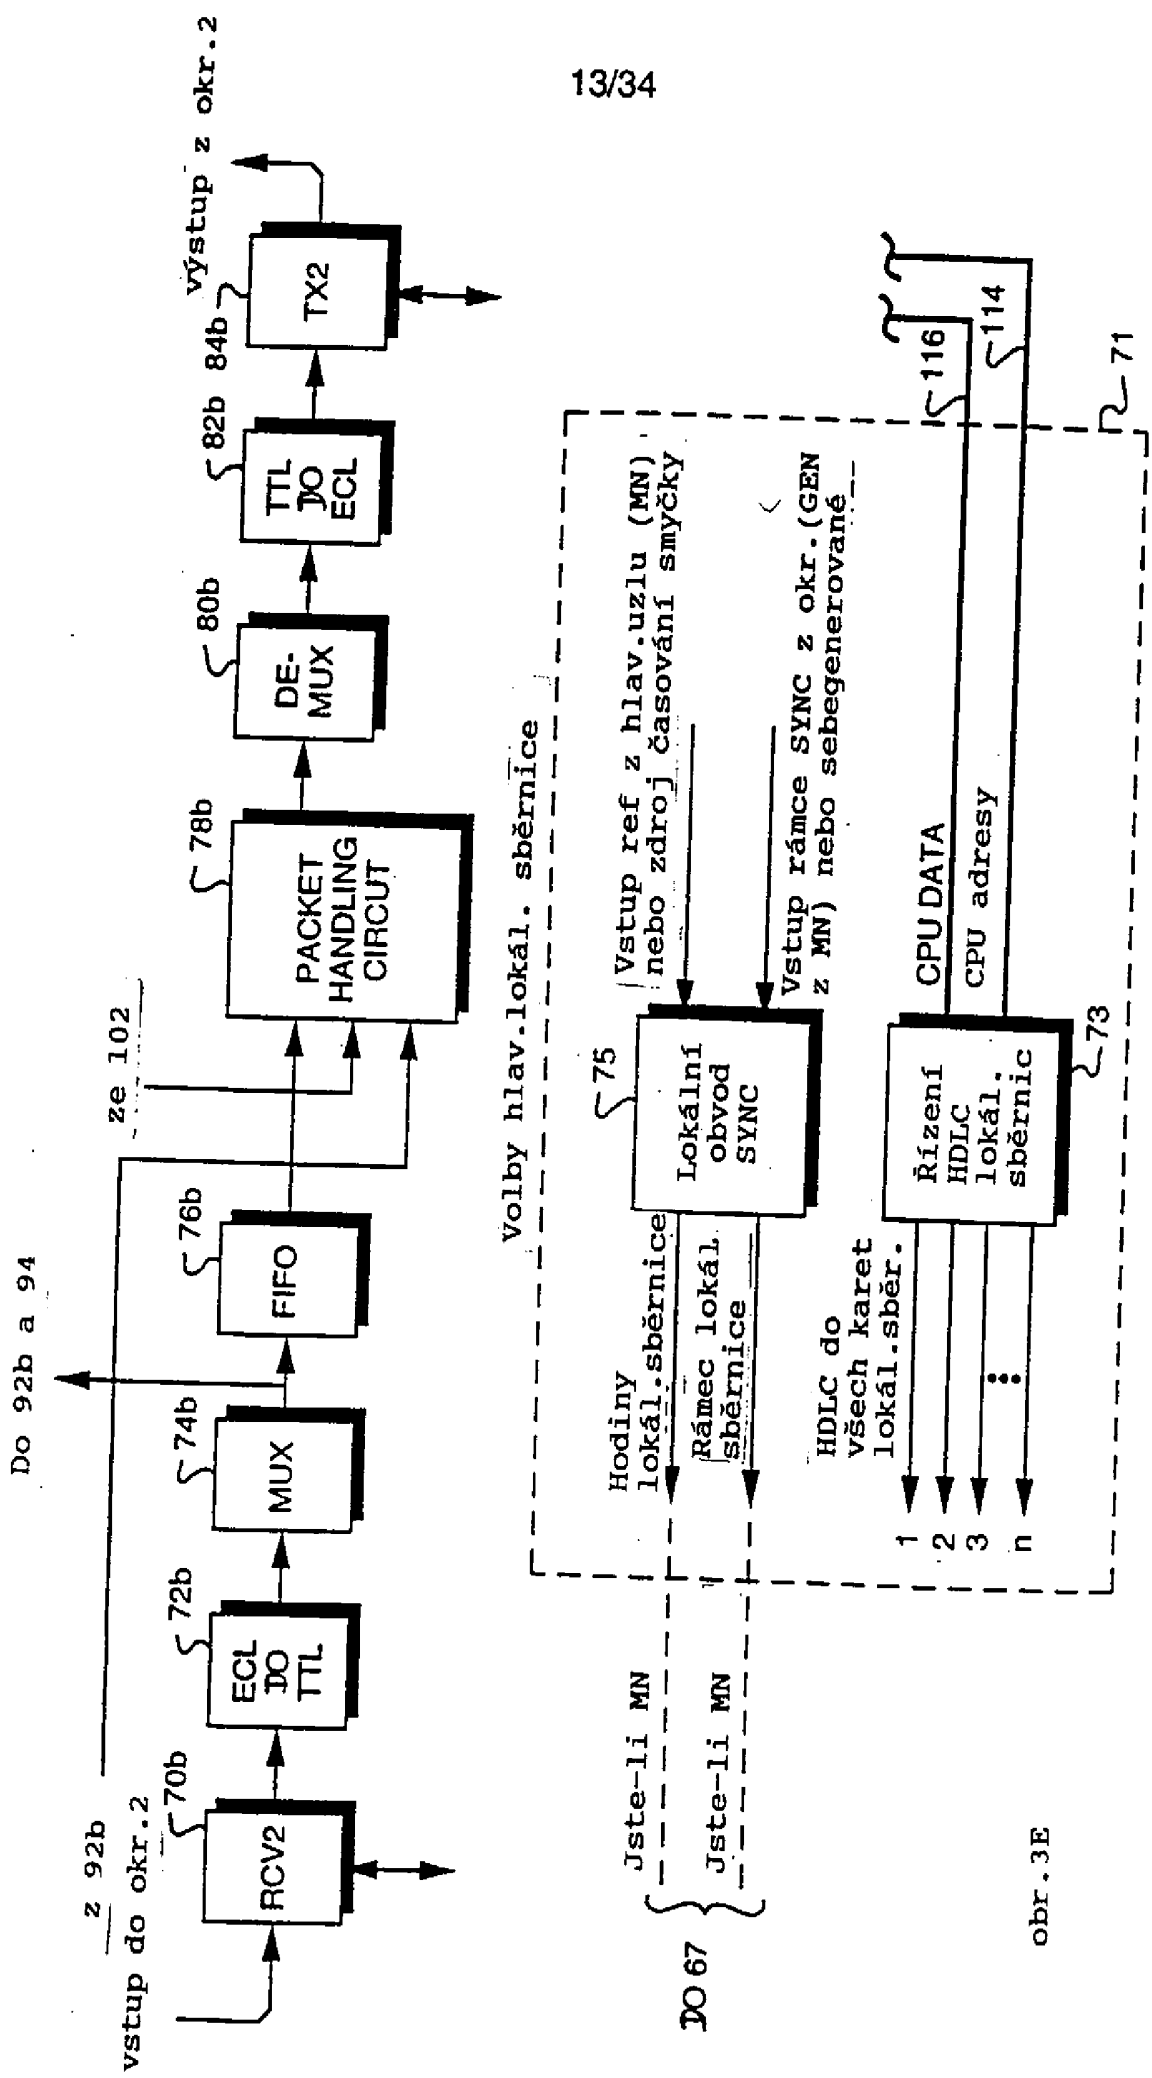 13/34
Do 92b a 94
z 92b
ze 102
vstup do okr.2
výstup z okr.2
70b
RCV2
72b
ECL
DO
TTL
74b
MUX
76b
FIFO
78b
PACKET
HANDLING
CIRCUT
80b
DE-
MUX
82b
TTL
DO
ECL
84b
TX2
Volby hlav.lokál. sběrnice
DO 67
Jste-li MN
Jste-li MN
Hodiny
lokál.sběrnice
Rámec lokál
sběrnice
75
Lokální
obvod
SYNC
Vstup ref z hlav.uzlu (MN)
nebo zdroj časování smyčky
Vstup rámce SYNC z okr.(GEN
z MN) nebo sebegenerované
HDLC do
všech karet
lokál.sběr.
1
2
3
n
Řízení
HDLC
lokál.
sběrnic
73
CPU DATA
CPU adresy
116
114
71
obr.3E